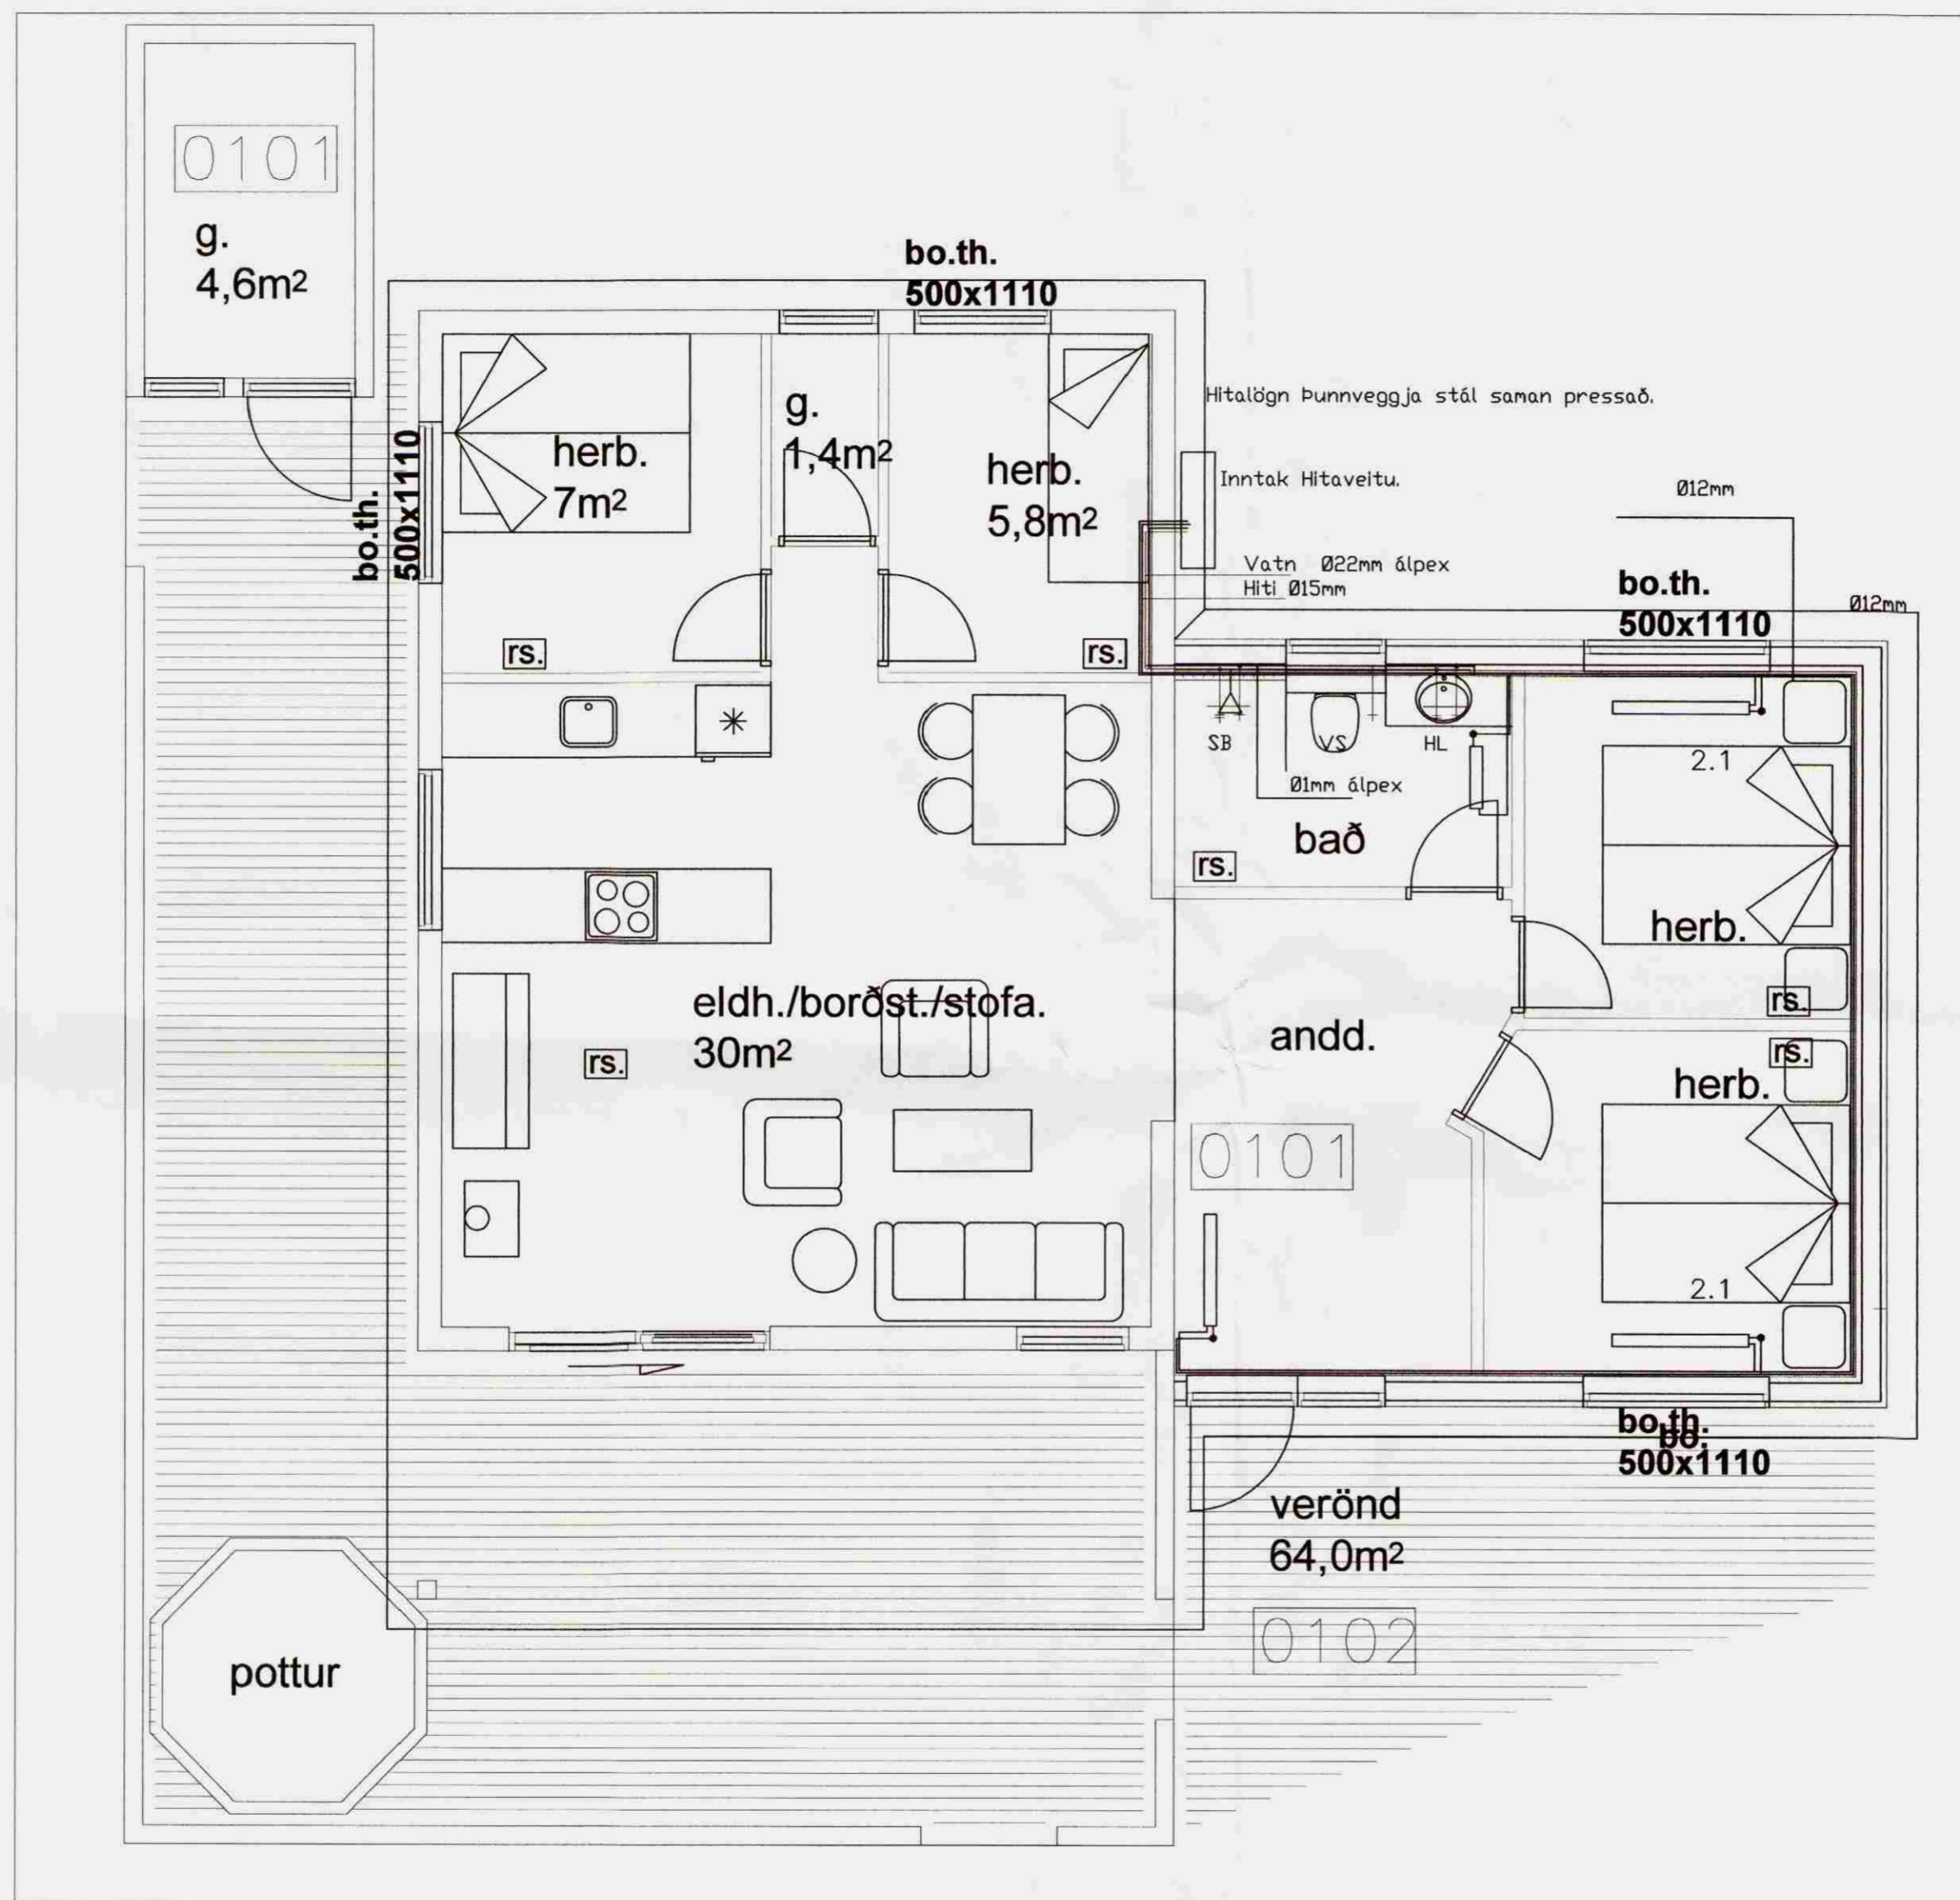 0101
g.
4,6m²
bo.th.
500x1110
bo.th.
500x1110
herb.
7m²
g.
1,4m²
herb.
5,8m²
Hitalögn Þunnveggja stál saman pressað.
Inntak Hitaveitu.
Ø12mm
Vatn Ø22mm álpex
Hiti Ø15mm
bo.th.
500x1110
Ø12mm
rs.
rs.
SB
VS
HL
2.1
Ø1mm álpex
bað
rs.
herb.
rs.
eldh./borðst./stofa.
30m²
rs.
andd.
rs.
herb.
0101
2.1
bo.th.
bo.
500x1110
verönd
64,0m²
0102
pottur